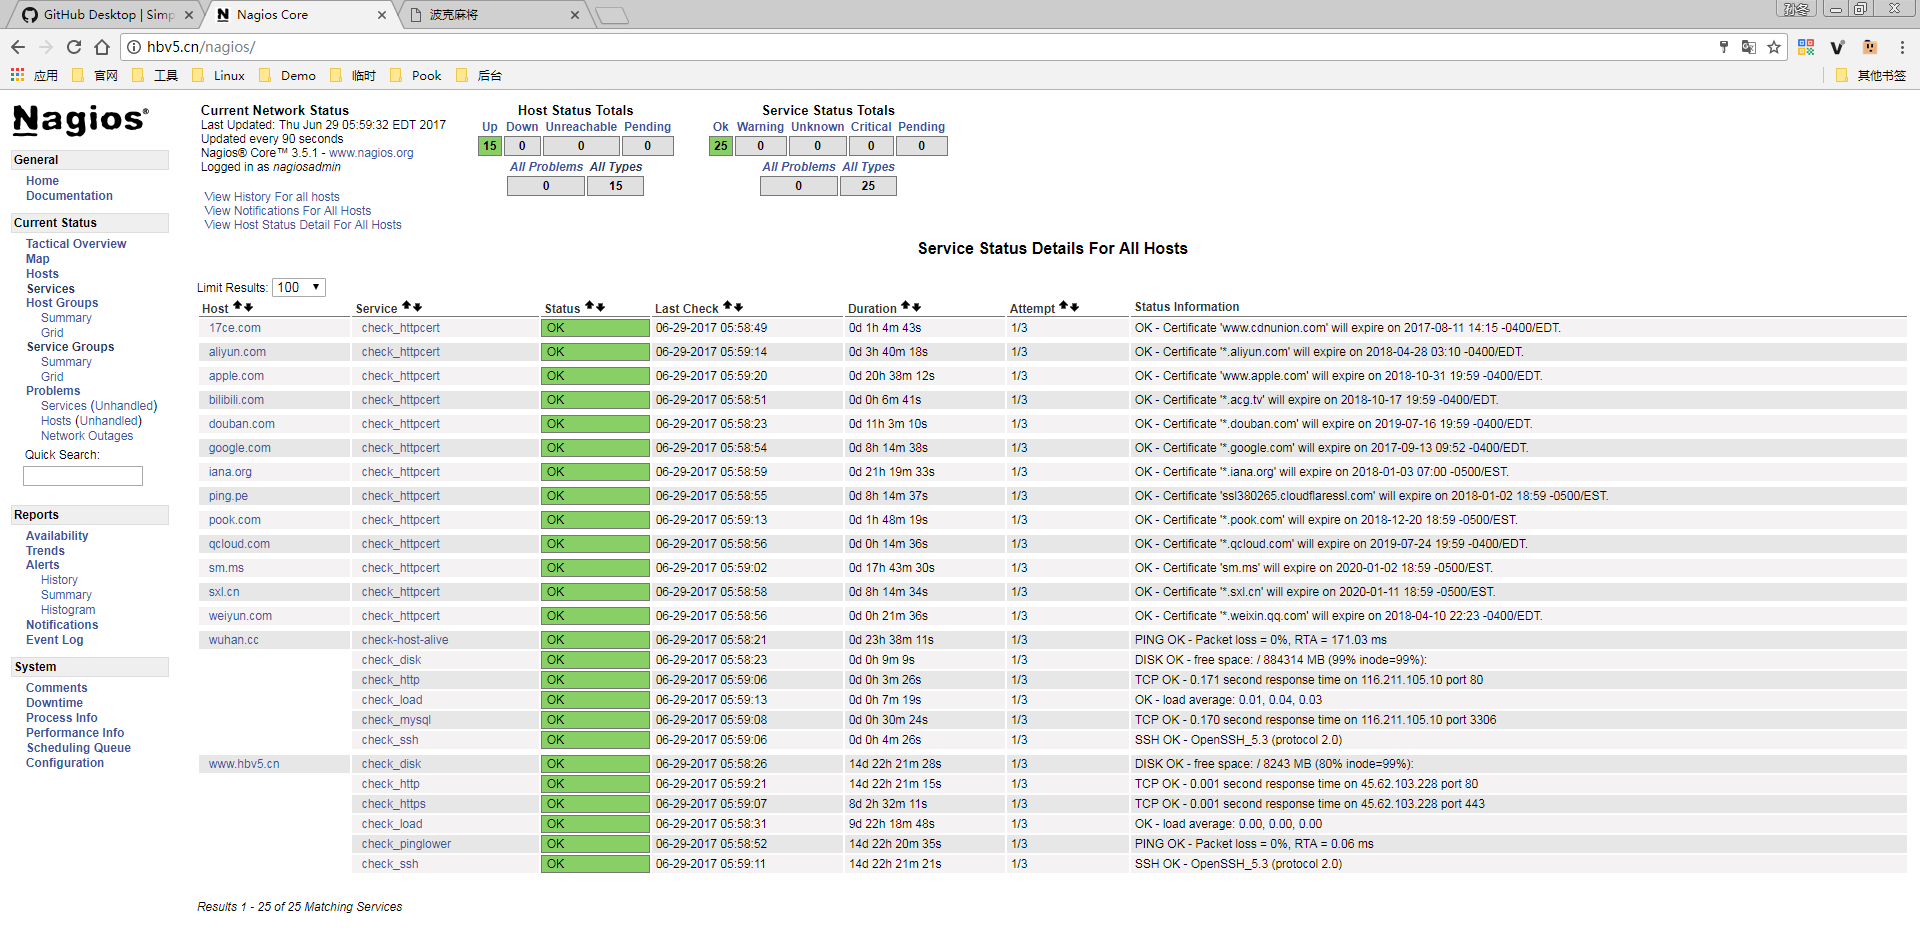 GitHub Desktop | Simp
Nagios Core
波克麻将
孙冬
hbv5.cn/nagios/
应用 官网 工具 Linux Demo 临时 Pook 后台 其他书签
Nagios®
General
Home
Documentation
Current Status
Tactical Overview
Map
Hosts
Services
Host Groups
Summary
Grid
Service Groups
Summary
Grid
Problems
Services (Unhandled)
Hosts (Unhandled)
Network Outages
Quick Search:
Reports
Availability
Trends
Alerts
History
Summary
Histogram
Notifications
Event Log
System
Comments
Downtime
Process Info
Performance Info
Scheduling Queue
Configuration
Current Network Status
Last Updated: Thu Jun 29 05:59:32 EDT 2017
Updated every 90 seconds
Nagios® Core™ 3.5.1 - www.nagios.org
Logged in as nagiosadmin
View History For all hosts
View Notifications For All Hosts
View Host Status Detail For All Hosts
Host Status Totals
Up Down Unreachable Pending
15 0 0 0
All Problems All Types
0 15
Service Status Totals
Ok Warning Unknown Critical Pending
25 0 0 0 0
All Problems All Types
0 25
Service Status Details For All Hosts
Limit Results: 100
Host Service Status Last Check Duration Attempt Status Information
17ce.com check_httpcert OK 06-29-2017 05:58:49 0d 1h 4m 43s 1/3 OK - Certificate 'www.cdnunion.com' will expire on 2017-08-11 14:15 -0400/EDT.
aliyun.com check_httpcert OK 06-29-2017 05:59:14 0d 3h 40m 18s 1/3 OK - Certificate '*.aliyun.com' will expire on 2018-04-28 03:10 -0400/EDT.
apple.com check_httpcert OK 06-29-2017 05:59:20 0d 20h 38m 12s 1/3 OK - Certificate 'www.apple.com' will expire on 2018-10-31 19:59 -0400/EDT.
bilibili.com check_httpcert OK 06-29-2017 05:58:51 0d 0h 6m 41s 1/3 OK - Certificate '*.acg.tv' will expire on 2018-10-17 19:59 -0400/EDT.
douban.com check_httpcert OK 06-29-2017 05:58:23 0d 11h 3m 10s 1/3 OK - Certificate '*.douban.com' will expire on 2019-07-16 19:59 -0400/EDT.
google.com check_httpcert OK 06-29-2017 05:58:54 0d 8h 14m 38s 1/3 OK - Certificate '*.google.com' will expire on 2017-09-13 09:52 -0400/EDT.
iana.org check_httpcert OK 06-29-2017 05:58:59 0d 21h 19m 33s 1/3 OK - Certificate '*.iana.org' will expire on 2018-01-03 07:00 -0500/EST.
ping.pe check_httpcert OK 06-29-2017 05:58:55 0d 8h 14m 37s 1/3 OK - Certificate 'ssl380265.cloudflaressl.com' will expire on 2018-01-02 18:59 -0500/EST.
pook.com check_httpcert OK 06-29-2017 05:59:13 0d 1h 48m 19s 1/3 OK - Certificate '*.pook.com' will expire on 2018-12-20 18:59 -0500/EST.
qcloud.com check_httpcert OK 06-29-2017 05:58:56 0d 0h 14m 36s 1/3 OK - Certificate '*.qcloud.com' will expire on 2019-07-24 19:59 -0400/EDT.
sm.ms check_httpcert OK 06-29-2017 05:59:02 0d 17h 43m 30s 1/3 OK - Certificate 'sm.ms' will expire on 2020-01-02 18:59 -0500/EST.
sxl.cn check_httpcert OK 06-29-2017 05:58:58 0d 8h 14m 34s 1/3 OK - Certificate '*.sxl.cn' will expire on 2020-01-11 18:59 -0500/EST.
weiyun.com check_httpcert OK 06-29-2017 05:58:56 0d 0h 21m 36s 1/3 OK - Certificate '*.weixin.qq.com' will expire on 2018-04-10 22:23 -0400/EDT.
wuhan.cc check-host-alive OK 06-29-2017 05:58:21 0d 23h 38m 11s 1/3 PING OK - Packet loss = 0%, RTA = 171.03 ms
check_disk OK 06-29-2017 05:58:23 0d 0h 9m 9s 1/3 DISK OK - free space: / 884314 MB (99% inode=99%):
check_http OK 06-29-2017 05:59:06 0d 0h 3m 26s 1/3 TCP OK - 0.171 second response time on 116.211.105.10 port 80
check_load OK 06-29-2017 05:59:13 0d 0h 7m 19s 1/3 OK - load average: 0.01, 0.04, 0.03
check_mysql OK 06-29-2017 05:59:08 0d 0h 30m 24s 1/3 TCP OK - 0.170 second response time on 116.211.105.10 port 3306
check_ssh OK 06-29-2017 05:59:06 0d 0h 4m 26s 1/3 SSH OK - OpenSSH_5.3 (protocol 2.0)
www.hbv5.cn check_disk OK 06-29-2017 05:58:26 14d 22h 21m 28s 1/3 DISK OK - free space: / 8243 MB (80% inode=99%):
check_http OK 06-29-2017 05:59:21 14d 22h 21m 15s 1/3 TCP OK - 0.001 second response time on 45.62.103.228 port 80
check_https OK 06-29-2017 05:59:07 8d 2h 32m 11s 1/3 TCP OK - 0.001 second response time on 45.62.103.228 port 443
check_load OK 06-29-2017 05:58:31 9d 22h 18m 48s 1/3 OK - load average: 0.00, 0.00, 0.00
check_pinglower OK 06-29-2017 05:58:52 14d 22h 20m 35s 1/3 PING OK - Packet loss = 0%, RTA = 0.06 ms
check_ssh OK 06-29-2017 05:59:11 14d 22h 21m 21s 1/3 SSH OK - OpenSSH_5.3 (protocol 2.0)
Results 1 - 25 of 25 Matching Services